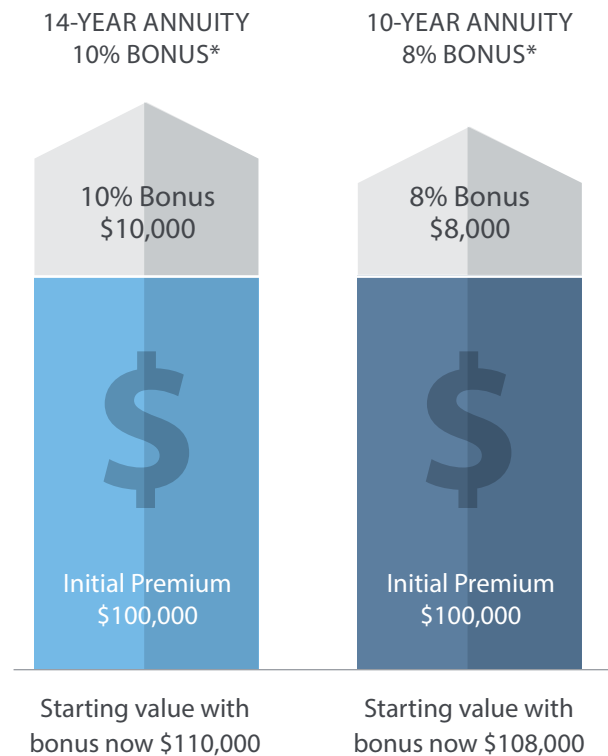 14-YEAR ANNUITY
10% BONUS*
10% Bonus
$10,000
$
Initial Premium
$100,000
Starting value with
bonus now $110,000
10-YEAR ANNUITY
8% BONUS*
8% Bonus
$8,000
$
Initial Premium
$100,000
Starting value with
bonus now $108,000